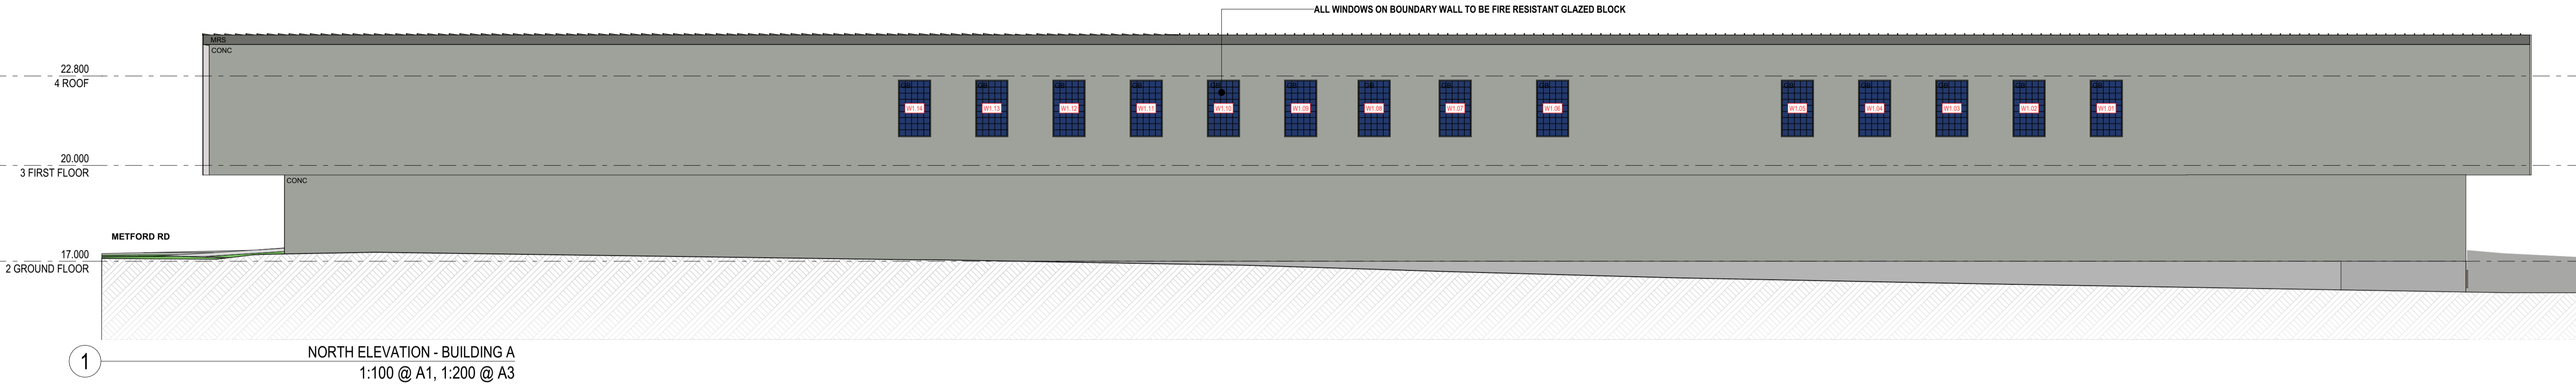 ALL WINDOWS ON BOUNDARY WALL TO BE FIRE RESISTANT GLAZED BLOCK
MRS
CONC
22.800
4 ROOF
W1.14
W1.13
W1.12
W1.11
W1.10
W1.09
W1.08
W1.07
W1.06
W1.05
W1.04
W1.03
W1.02
W1.01
20.000
3 FIRST FLOOR
CONC
METFORD RD
17.000
2 GROUND FLOOR
1
NORTH ELEVATION - BUILDING A
1:100 @ A1, 1:200 @ A3